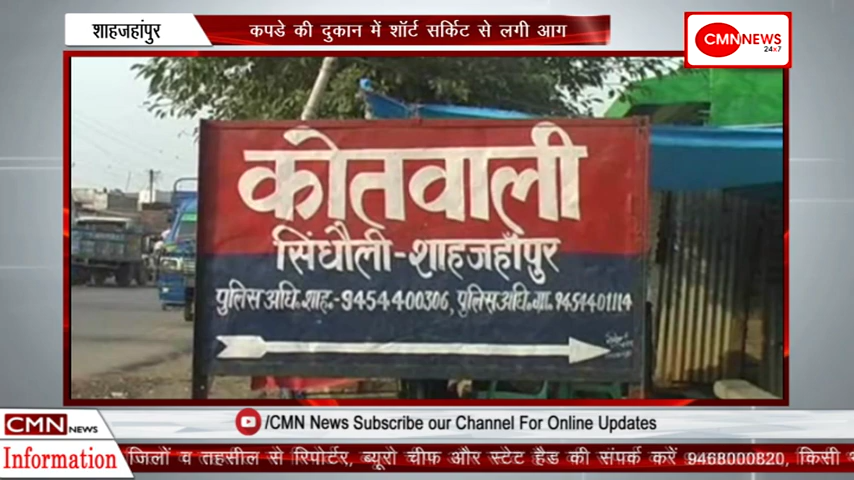 शाहजहांपुर
कपडे की दुकान में शॉर्ट सर्किट से लगी आग
CMN NEWS
24x7
कोतवाली
सिंधौली-शाहजहाँपुर
पुलिस अधि. शाह.-9454400306, पुलिस अधि. ग्रा. 9454401114
CMN NEWS
/CMN News Subscribe our Channel For Online Updates
Information
जिलों व तहसील से रिपोर्टर, ब्यूरो चीफ और स्टेट हैड की संपर्क करें 9468000820, किसी